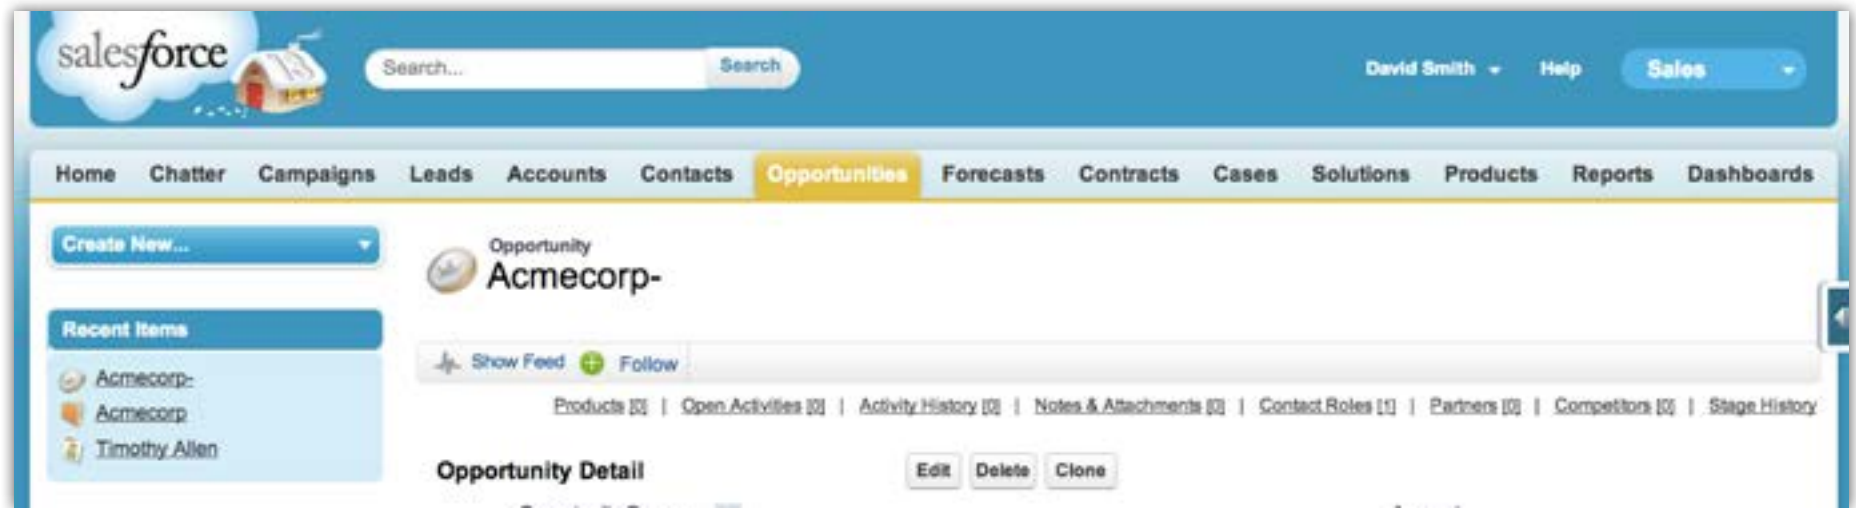 salesforce
Search... Search David Smith Help Sales
Home Chatter Campaigns Leads Accounts Contacts Opportunities Forecasts Contracts Cases Solutions Products Reports Dashboards
Create New...
Opportunity
Acmecorp-
Recent Items
Acmecorp-
Acmecorp
Timothy Allen
Show Feed Follow
Products [0] | Open Activities [0] | Activity History [0] | Notes & Attachments [0] | Contact Roles [1] | Partners [0] | Competitors [0] | Stage History
Opportunity Detail Edit Delete Clone